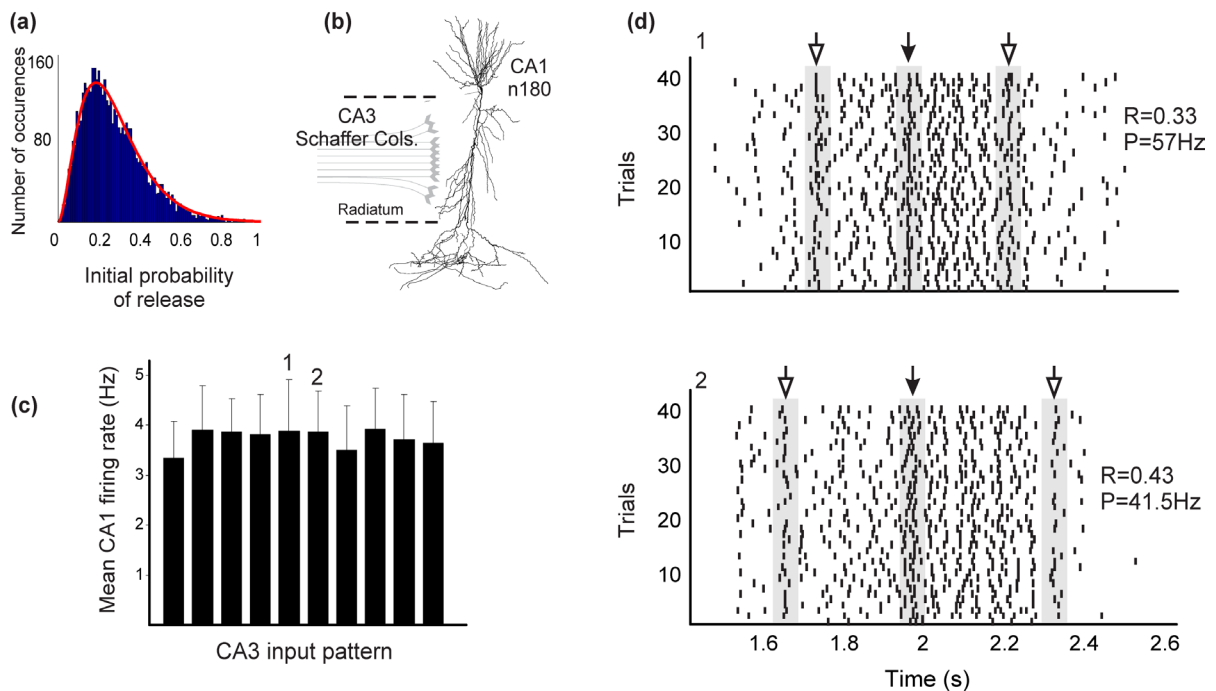 (a)
Number of occurences
160
80
0 0.2 0.4 0.6 0.8 1
Initial probability
of release
(b)
CA1
n180
CA3
Schaffer Cols.
Radiatum
(c)
Mean CA1 firing rate (Hz)
5
4
3
2
1
1
2
CA3 input pattern
(d)
1
Trials
40
30
20
10
R=0.33
P=57Hz
2
Trials
40
30
20
10
R=0.43
P=41.5Hz
1.6 1.8 2 2.2 2.4 2.6
Time (s)